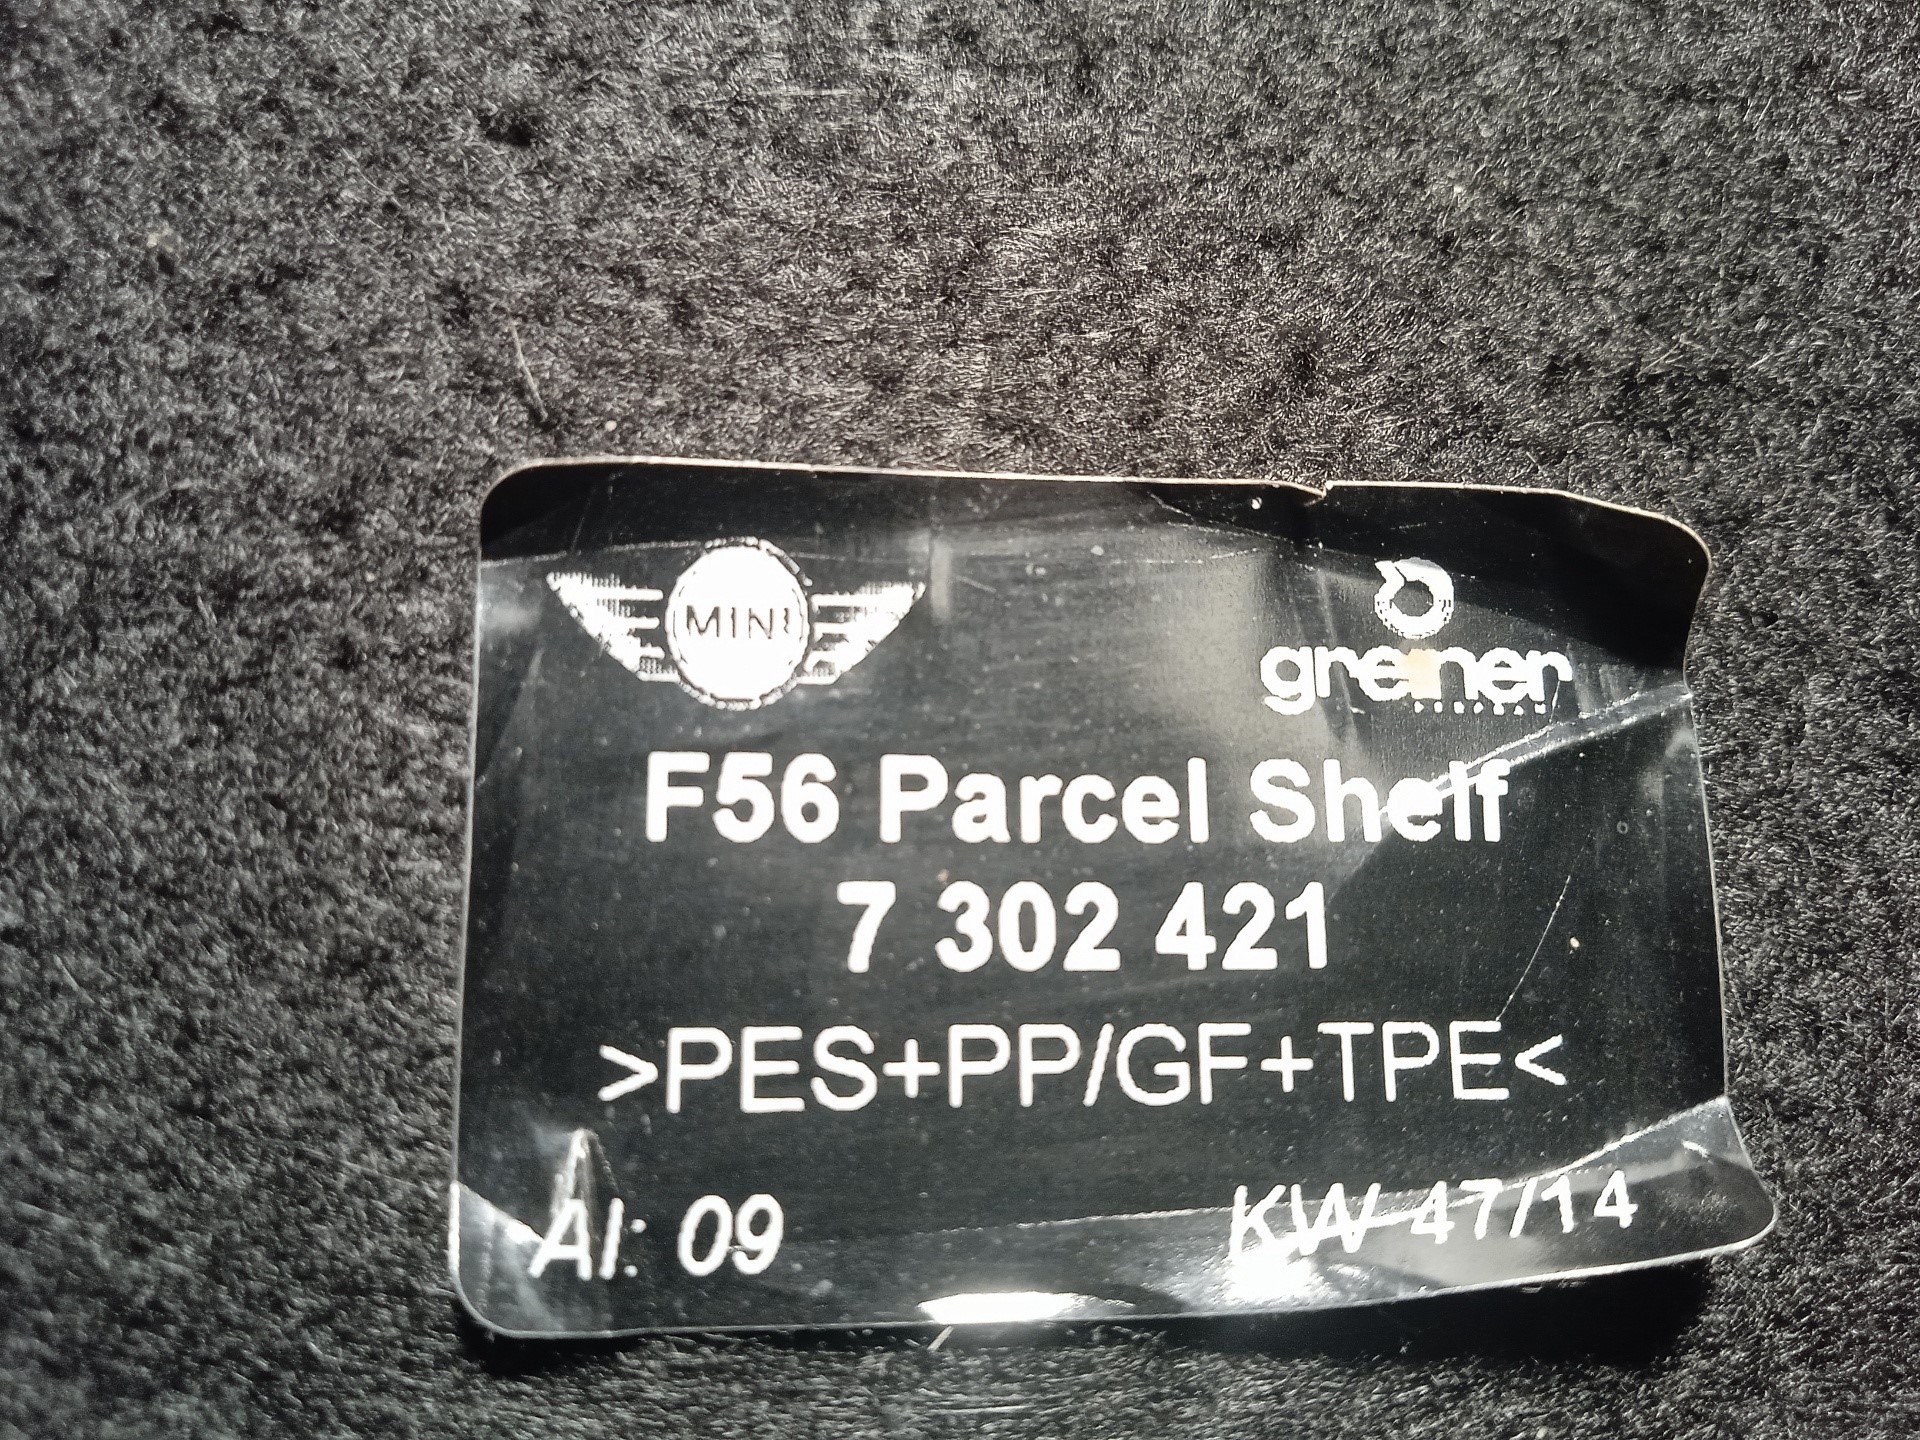 MINI
greiner
F56 Parcel Shelf
7 302 421
>PES+PP/GF+TPE<
AI: 09
KW 47/14